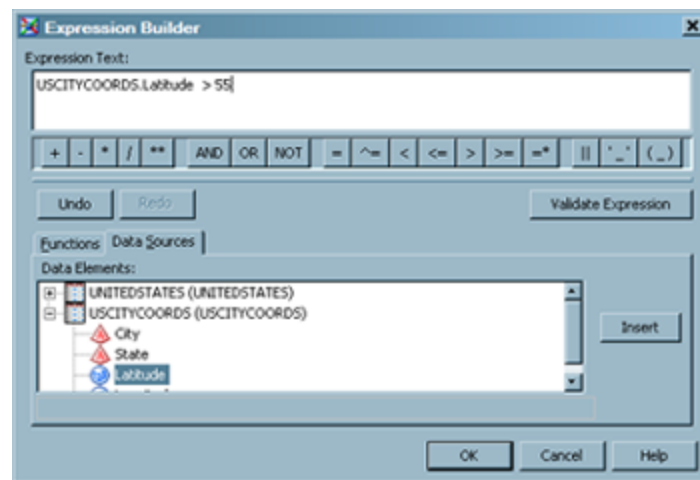 Expression Builder
Expression Text:
USCITYCOORDS.Latitude > 55
+ - * / ** AND OR NOT = ^= < <= > >= =* || '_' (_)
Undo Redo Validate Expression
Functions Data Sources
Data Elements:
UNITEDSTATES (UNITEDSTATES)
USCITYCOORDS (USCITYCOORDS)
City
Insert
State
Latitude
OK Cancel Help